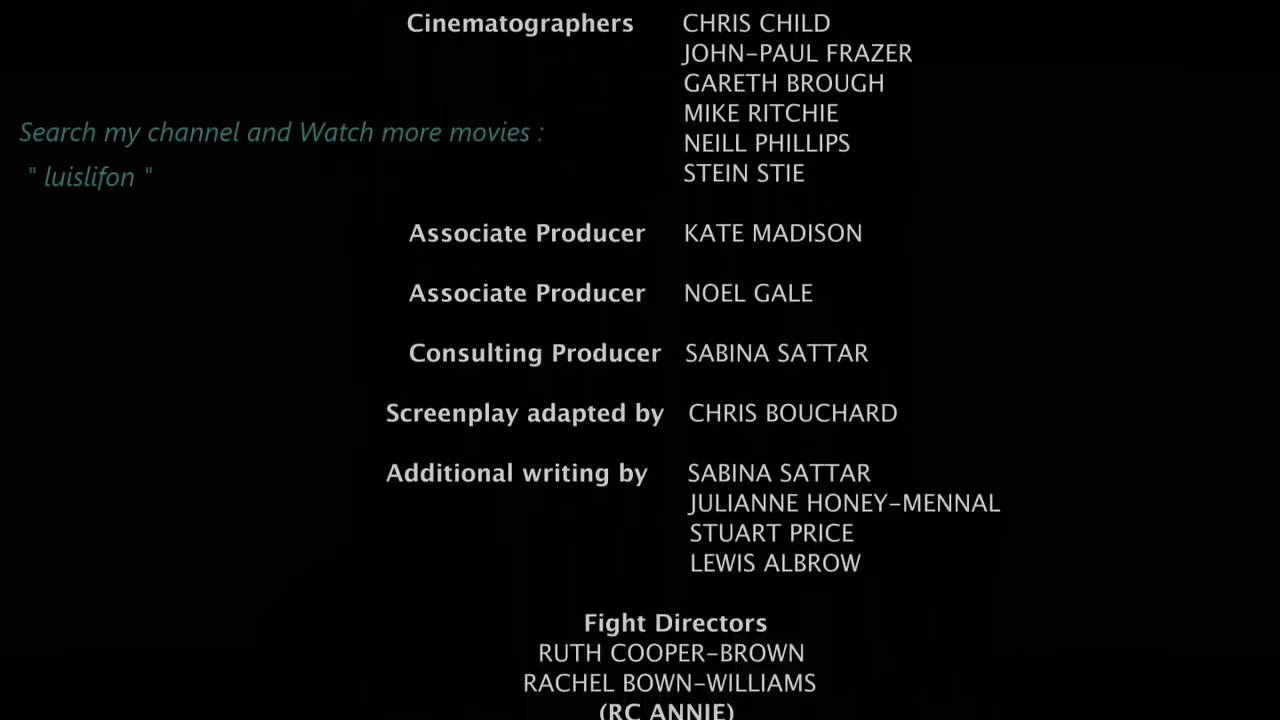 Cinematographers CHRIS CHILD
JOHN-PAUL FRAZER
GARETH BROUGH
MIKE RITCHIE
NEILL PHILLIPS
STEIN STIE
Search my channel and Watch more movies :
" luislifon "
Associate Producer KATE MADISON
Associate Producer NOEL GALE
Consulting Producer SABINA SATTAR
Screenplay adapted by CHRIS BOUCHARD
Additional writing by SABINA SATTAR
JULIANNE HONEY-MENNAL
STUART PRICE
LEWIS ALBROW
Fight Directors
RUTH COOPER-BROWN
RACHEL BOWN-WILLIAMS
(RC ANNIE)